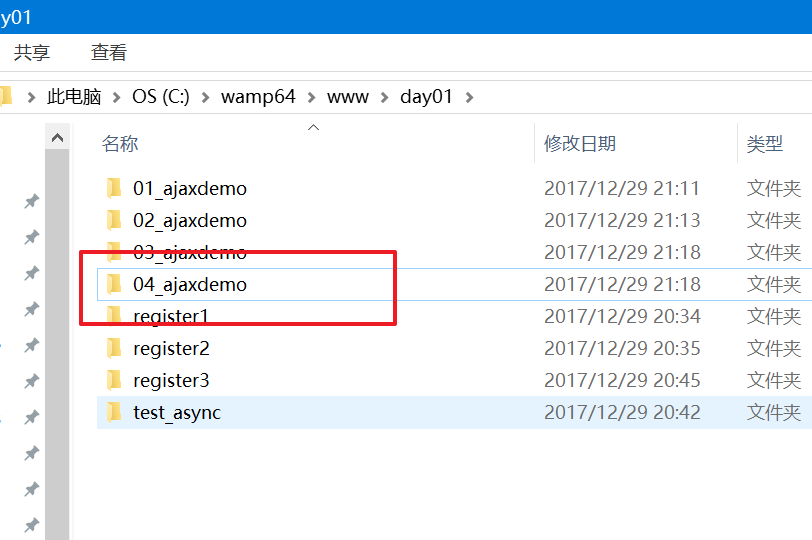 y01
共享 查看
此电脑 OS (C:) wamp64 www day01
名称 修改日期 类型
01_ajaxdemo 2017/12/29 21:11 文件夹
02_ajaxdemo 2017/12/29 21:13 文件夹
03_ajaxdemo 2017/12/29 21:18 文件夹
04_ajaxdemo 2017/12/29 21:18 文件夹
register1 2017/12/29 20:34 文件夹
register2 2017/12/29 20:35 文件夹
register3 2017/12/29 20:45 文件夹
test_async 2017/12/29 20:42 文件夹